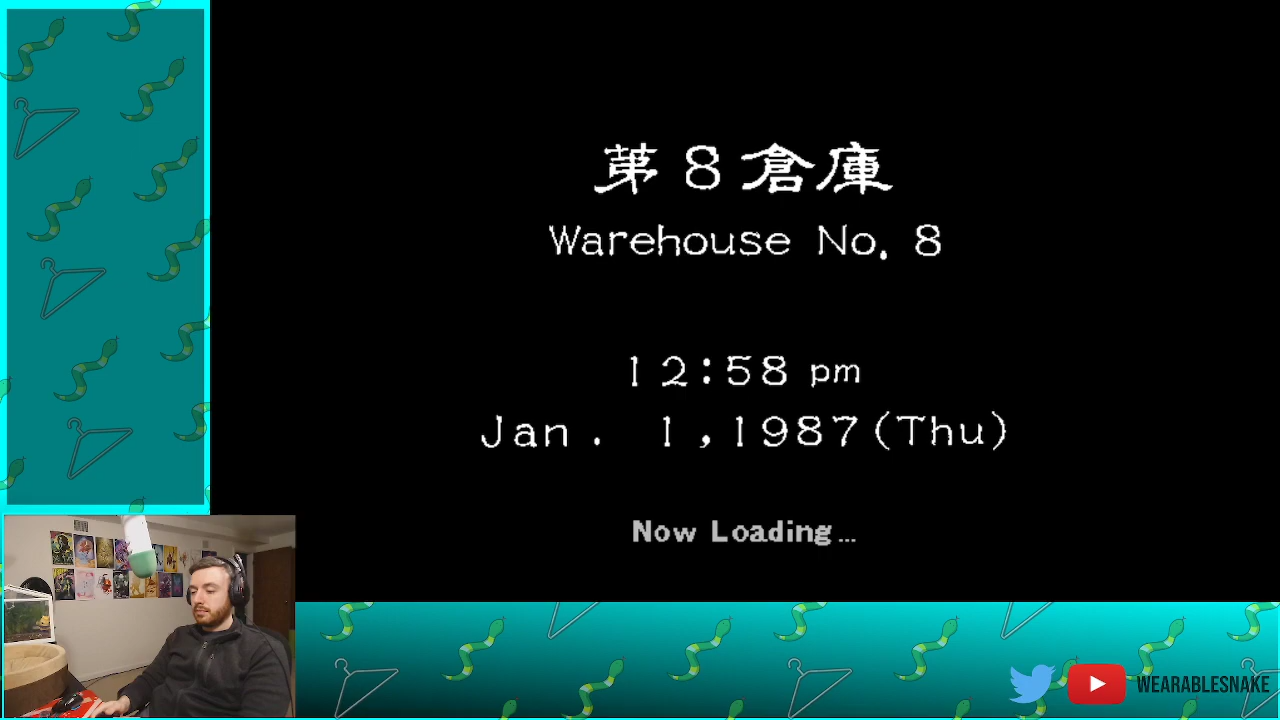 第８倉庫
Warehouse No. 8
12:58 pm
Jan. 1,1987(Thu)
Now Loading...
WEARABLESNAKE